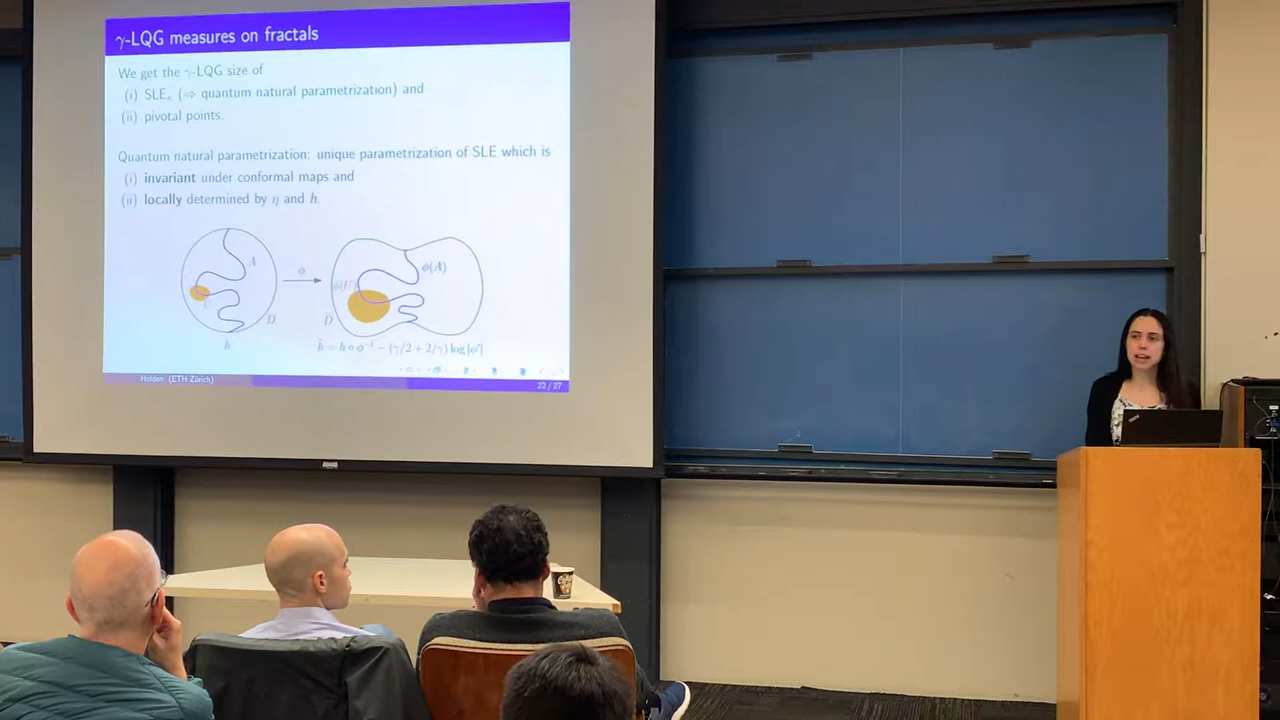 γ-LQG measures on fractals
We get the γ-LQG size of
(i) SLEκ (⇒ quantum natural parametrization) and
(ii) pivotal points.
Quantum natural parametrization: unique parametrization of SLE which is
(i) invariant under conformal maps and
(ii) locally determined by η and h.
A
ϕ
ϕ(A)
ϕ(U)
D
D̃
h
h̃ = h ∘ ϕ⁻¹ − (γ/2 + 2/γ) log |ϕ′|
Holden (ETH Zürich)
22 / 27